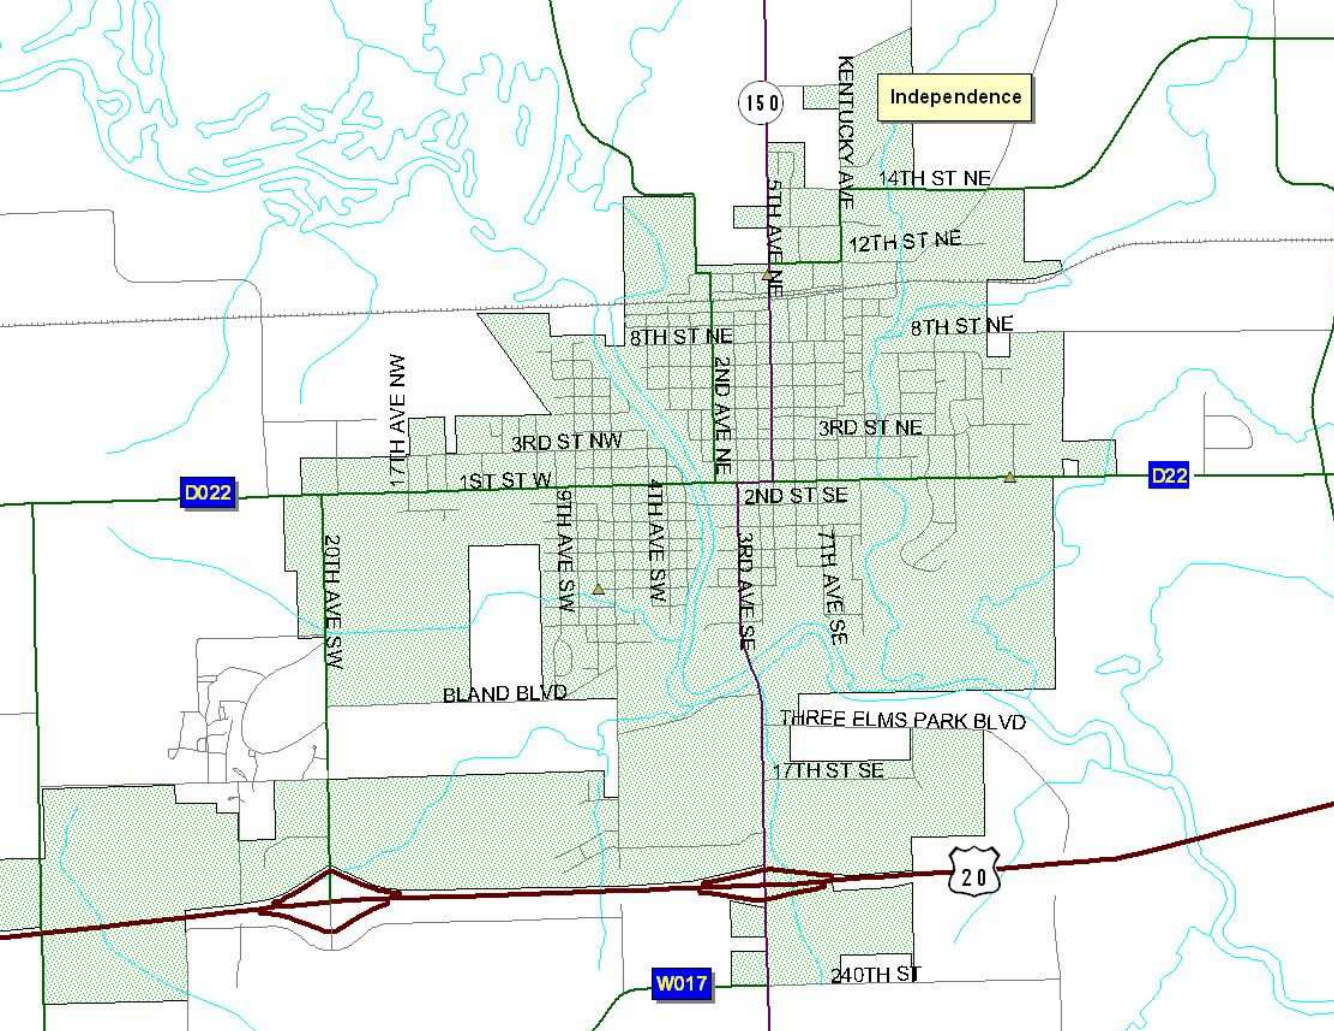 KENTUCKY AVE
Independence
150
14TH ST NE
5TH AVE NE
12TH ST NE
8TH ST NE
8TH ST NE
2ND AVE NE
17TH AVE NW
3RD ST NE
3RD ST NW
1ST ST W
D022
D22
2ND ST SE
9TH AVE SW
4TH AVE SW
20TH AVE SW
3RD AVE SE
7TH AVE SE
BLAND BLVD
THREE ELMS PARK BLVD
17TH ST SE
20
240TH ST
W017